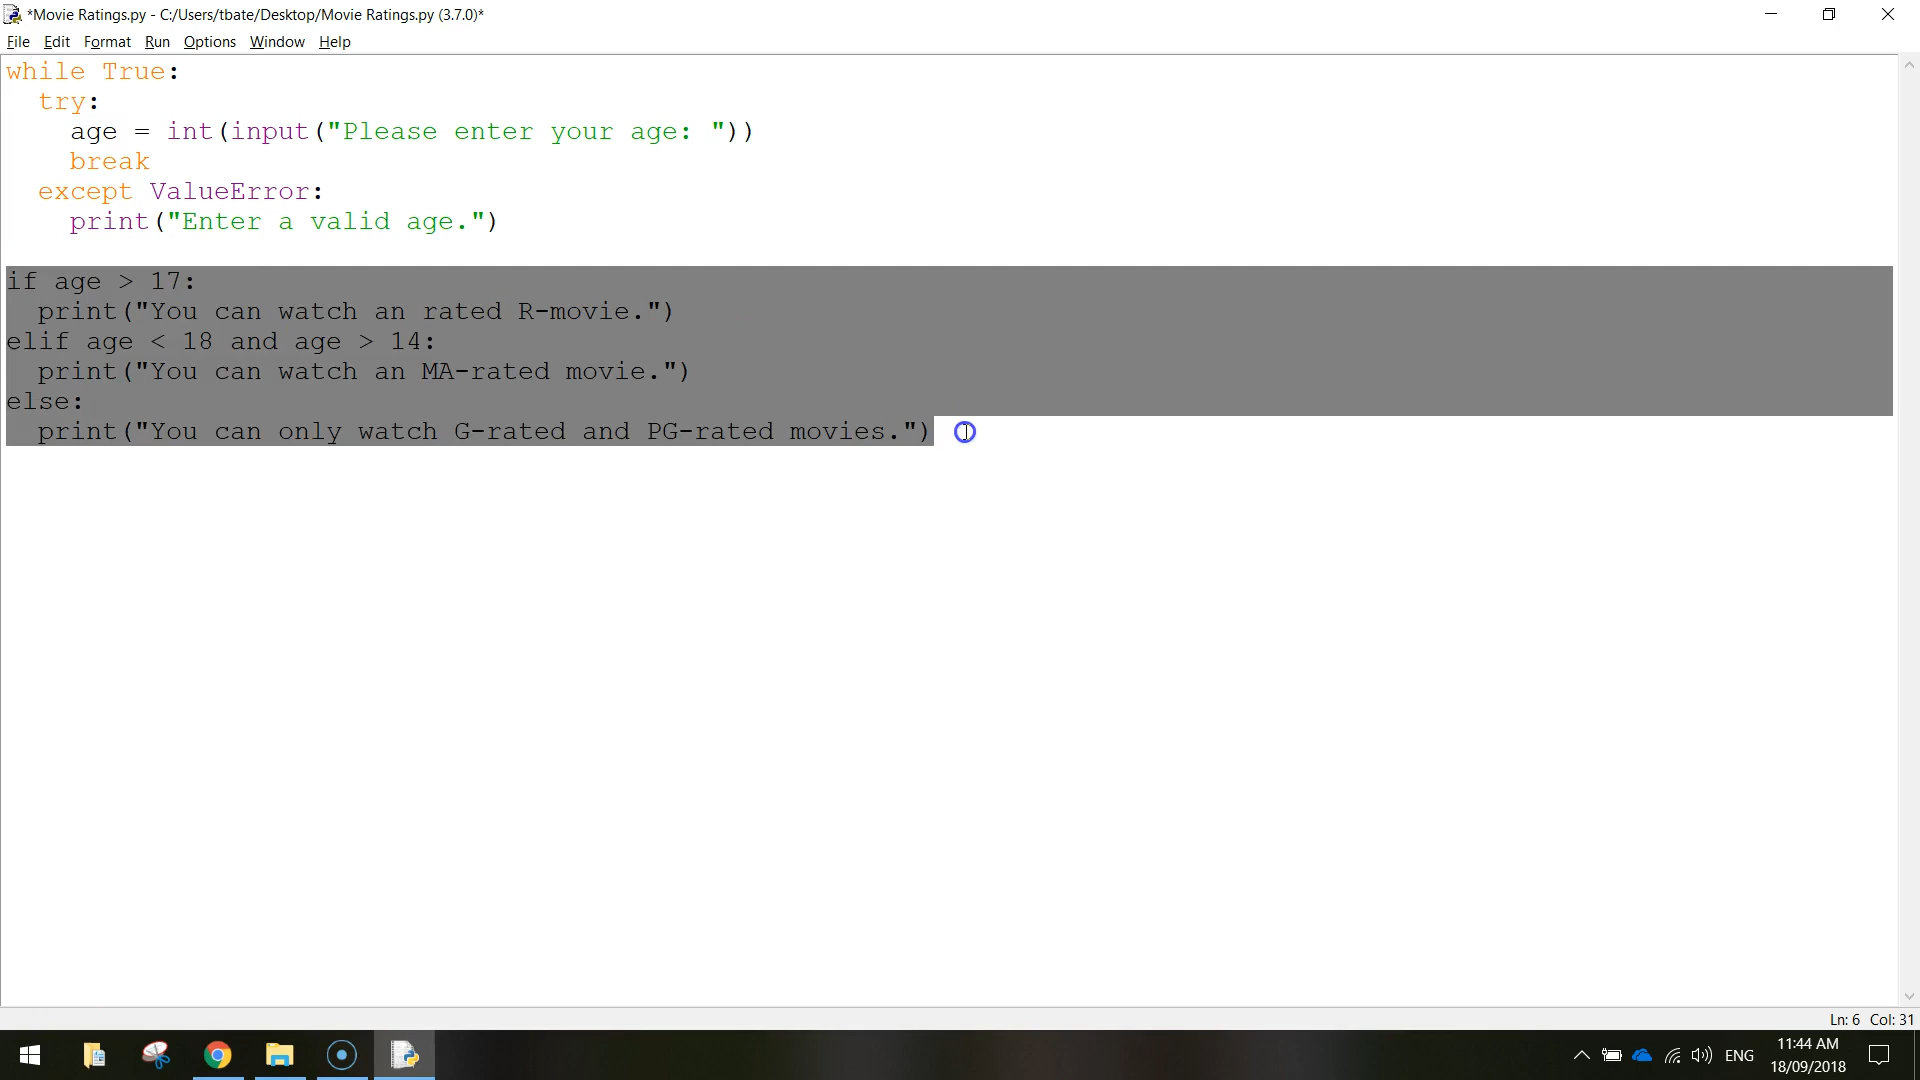 *Movie Ratings.py - C:/Users/tbate/Desktop/Movie Ratings.py (3.7.0)*
File Edit Format Run Options Window Help
while True:
  try:
    age = int(input("Please enter your age: "))
    break
  except ValueError:
    print("Enter a valid age.")

if age > 17:
  print("You can watch an rated R-movie.")
elif age < 18 and age > 14:
  print("You can watch an MA-rated movie.")
else:
  print("You can only watch G-rated and PG-rated movies.")
Ln: 6 Col: 31
ENG
11:44 AM
18/09/2018